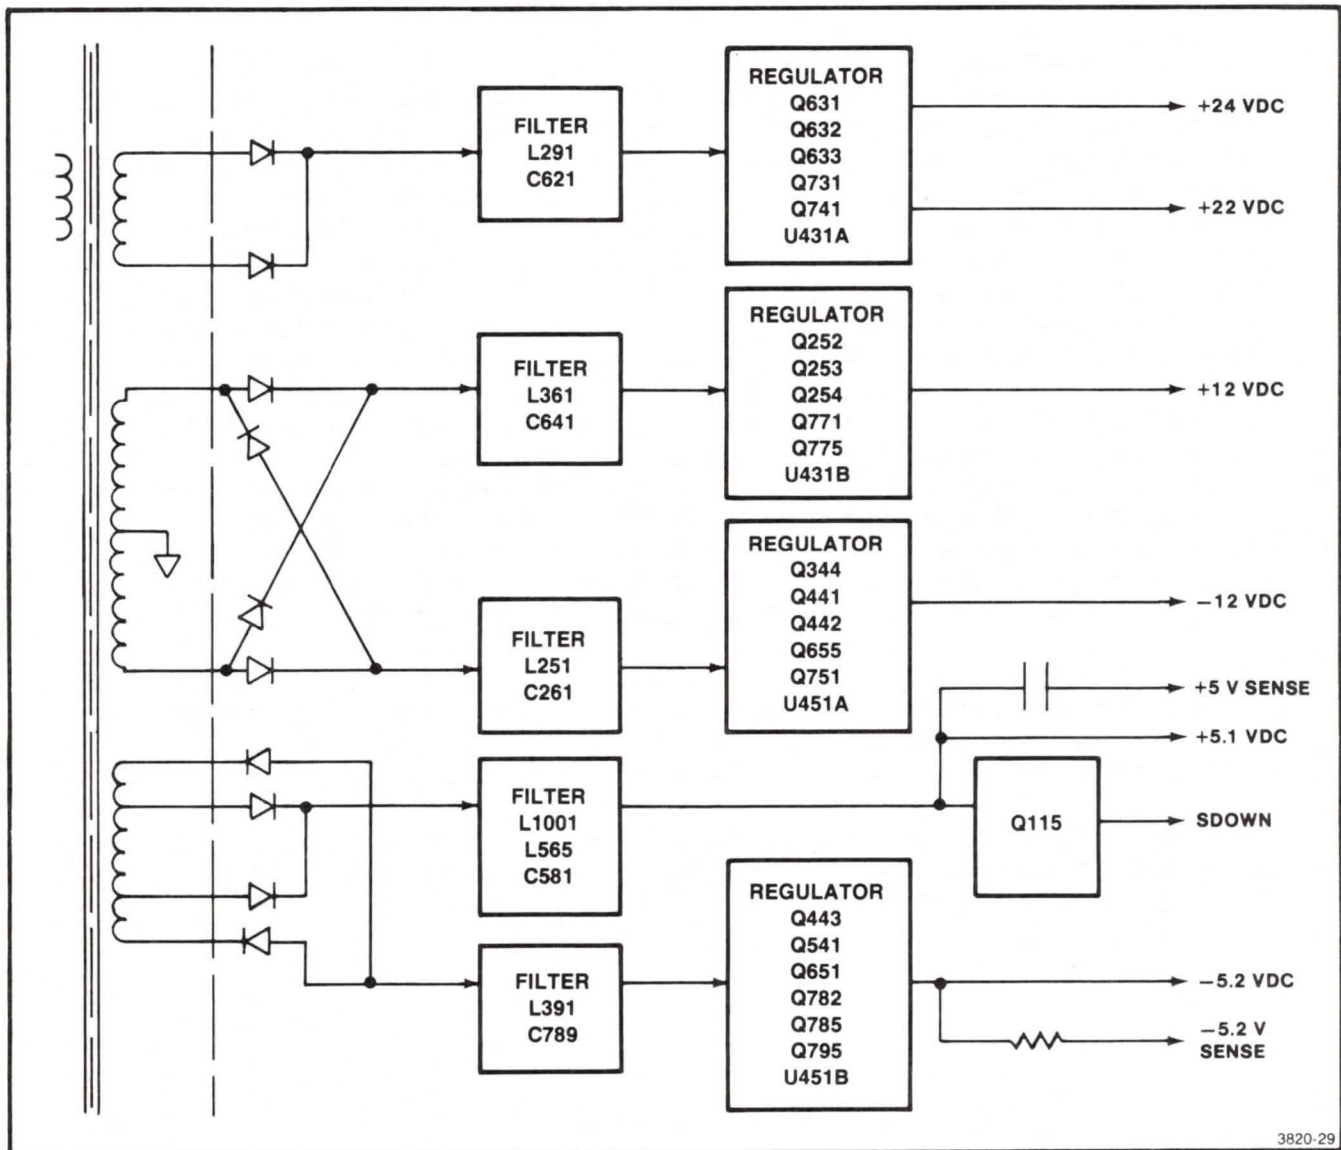 FILTER
L291
C621
REGULATOR
Q631
Q632
Q633
Q731
Q741
U431A
+24 VDC
+22 VDC
FILTER
L361
C641
REGULATOR
Q252
Q253
Q254
Q771
Q775
U431B
+12 VDC
FILTER
L251
C261
REGULATOR
Q344
Q441
Q442
Q655
Q751
U451A
−12 VDC
+5 V SENSE
+5.1 VDC
FILTER
L1001
L565
C581
Q115
SDOWN
FILTER
L391
C789
REGULATOR
Q443
Q541
Q651
Q782
Q785
Q795
U451B
−5.2 VDC
−5.2 V
SENSE
3820-29